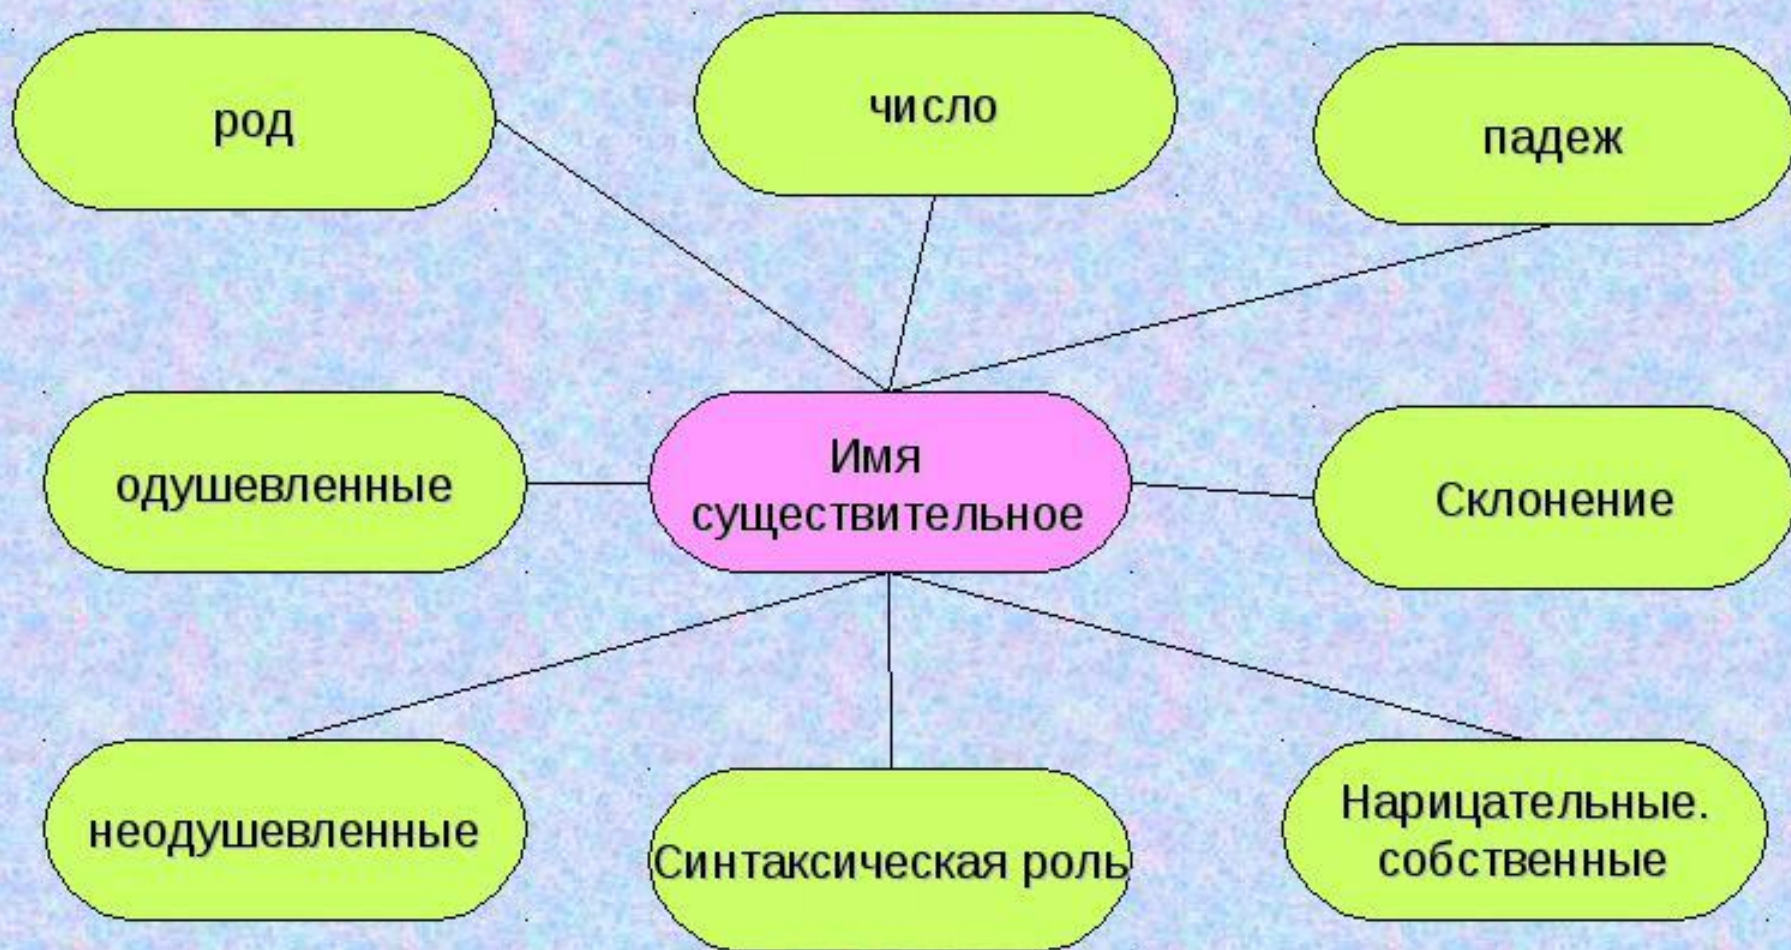 род
число
падеж
одушевленные
Имя
существительное
Склонение
неодушевленные
Синтаксическая роль
Нарицательные.
собственные